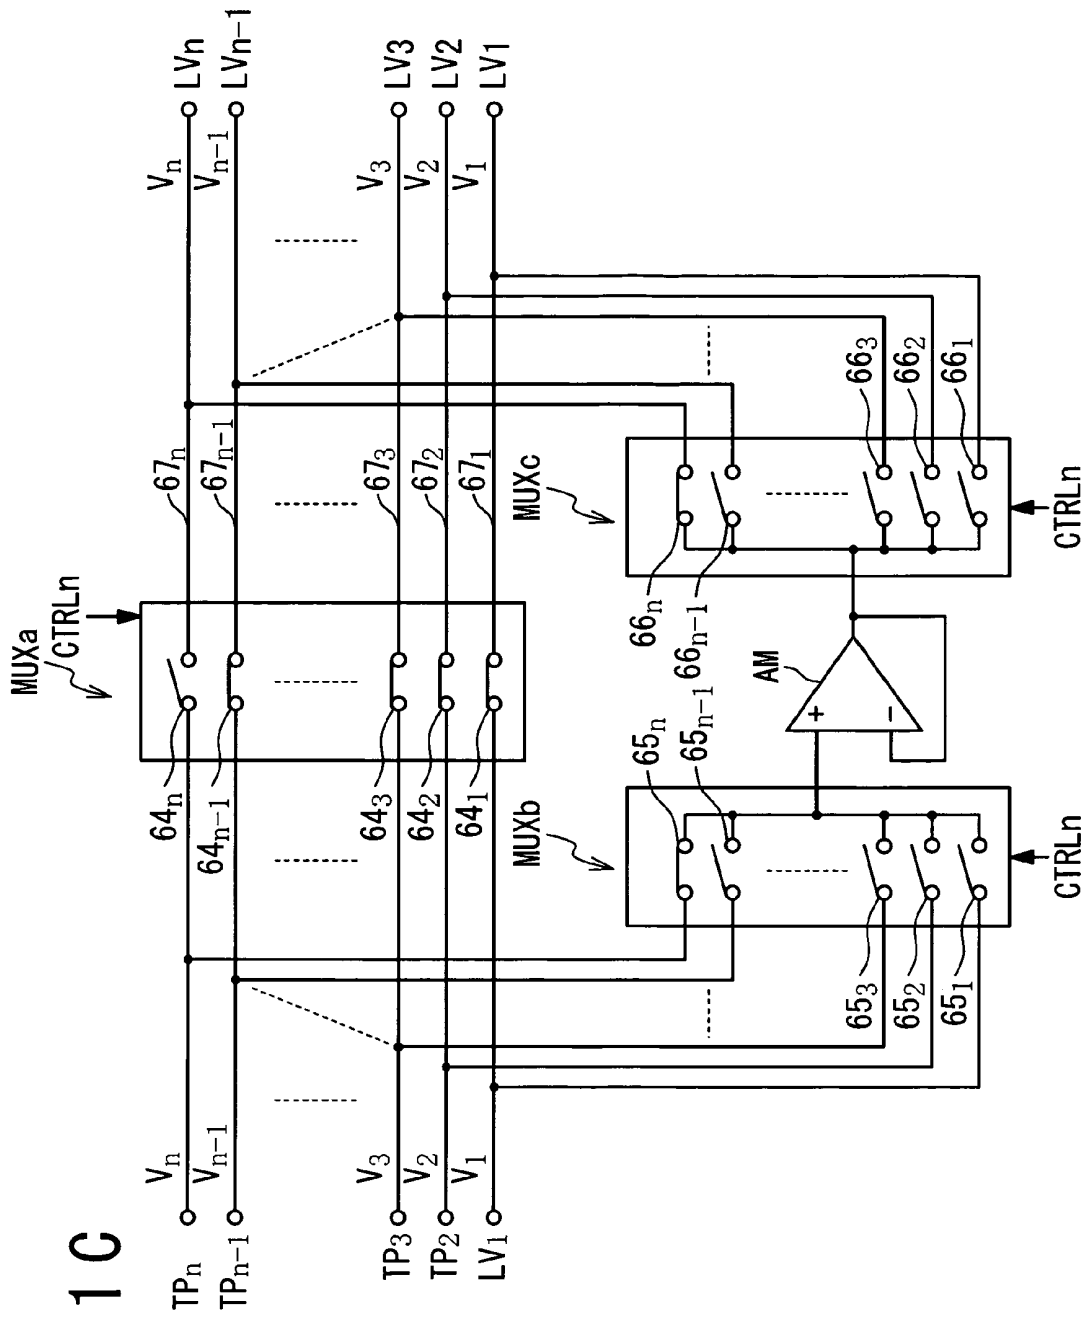 1C
TPn
TPn-1
TP3
TP2
LV1
Vn
Vn-1
V3
V2
V1
MUXa
CTRLn
64n
64n-1
643
642
641
67n
67n-1
673
672
671
Vn
Vn-1
V3
V2
V1
LVn
LVn-1
LV3
LV2
LV1
MUXb
65n
65n-1
653
652
651
CTRLn
AM
+
−
MUXc
66n
66n-1
663
662
661
CTRLn